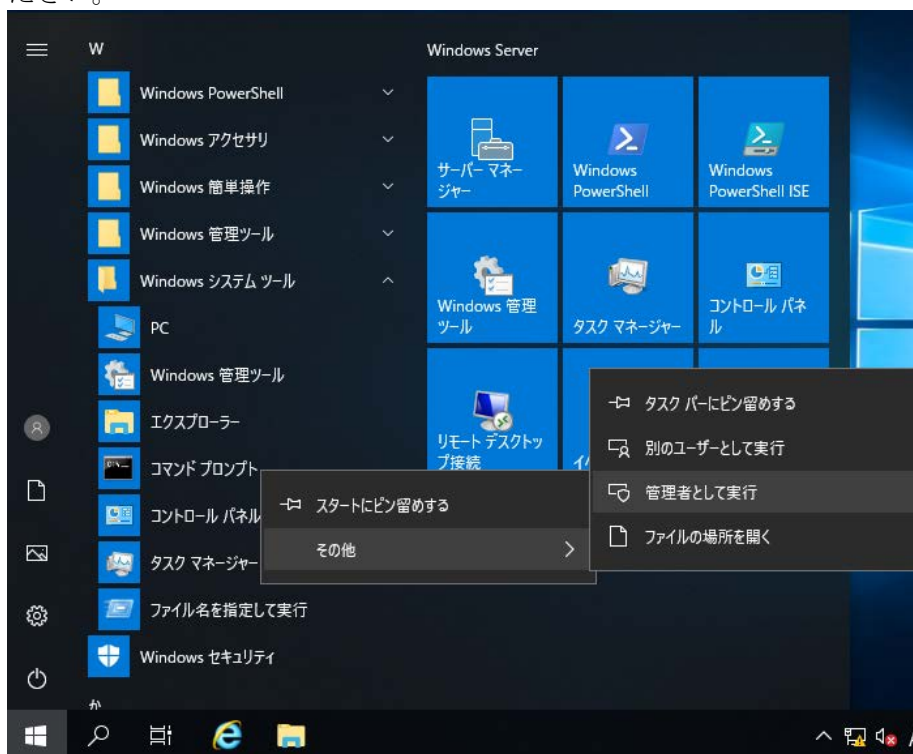 ださい。
W
Windows PowerShell
Windows アクセサリ
Windows 簡単操作
Windows 管理ツール
Windows システム ツール
PC
Windows 管理ツール
エクスプローラー
コマンド プロンプト
コントロール パネル
タスク マネージャー
ファイル名を指定して実行
Windows セキュリティ
か
Windows Server
サーバー マネー
ジャー
Windows
PowerShell
Windows
PowerShell ISE
Windows 管理
ツール
タスク マネージャー
コントロール パネ
ル
リモート デスクトッ
プ接続
スタートにピン留めする
その他
タスク バーにピン留めする
別のユーザーとして実行
管理者として実行
ファイルの場所を開く